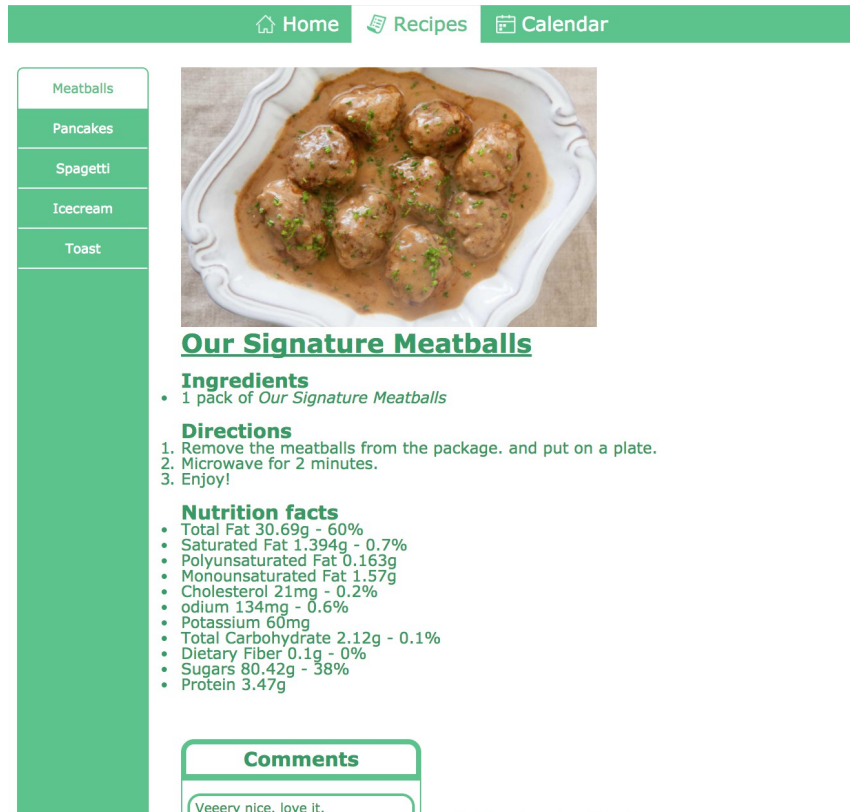 Home Recipes Calendar
Meatballs
Pancakes
Spagetti
Icecream
Toast
Our Signature Meatballs
Ingredients
• 1 pack of Our Signature Meatballs
Directions
1. Remove the meatballs from the package. and put on a plate.
2. Microwave for 2 minutes.
3. Enjoy!
Nutrition facts
• Total Fat 30.69g - 60%
• Saturated Fat 1.394g - 0.7%
• Polyunsaturated Fat 0.163g
• Monounsaturated Fat 1.57g
• Cholesterol 21mg - 0.2%
• odium 134mg - 0.6%
• Potassium 60mg
• Total Carbohydrate 2.12g - 0.1%
• Dietary Fiber 0.1g - 0%
• Sugars 80.42g - 38%
• Protein 3.47g
Comments
Veeery nice, love it.